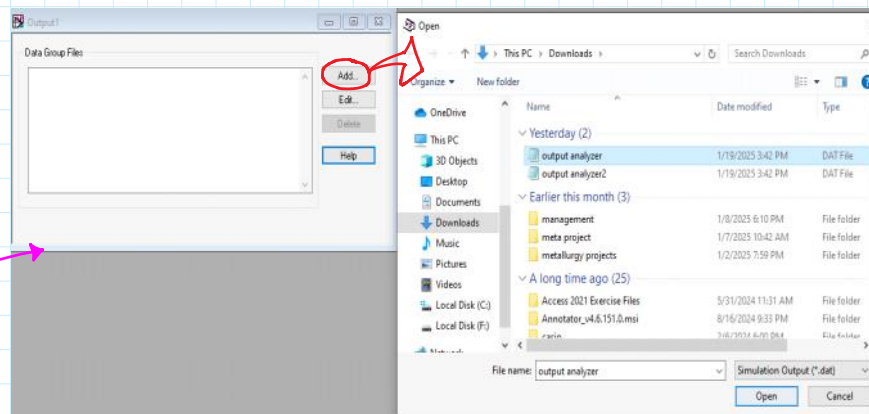 Output1
Data Group Files
Add...
Edit...
Delete
Help
Open
This PC > Downloads >
Search Downloads
Organize
New folder
Name
Date modified
Type
OneDrive
This PC
3D Objects
Desktop
Documents
Downloads
Music
Pictures
Videos
Local Disk (C:)
Local Disk (F:)
Network
Yesterday (2)
output analyzer 1/19/2025 3:42 PM DAT File
output analyzer2 1/19/2025 3:42 PM DAT File
Earlier this month (3)
management 1/8/2025 6:10 PM File folder
meta project 1/7/2025 10:42 AM File folder
metallurgy projects 1/2/2025 7:59 PM File folder
A long time ago (25)
Access 2021 Exercise Files 5/31/2024 11:31 AM File folder
Annotator_v4.6.151.0.msi 8/16/2024 9:33 PM File folder
File name: output analyzer
Simulation Output (*.dat)
Open
Cancel